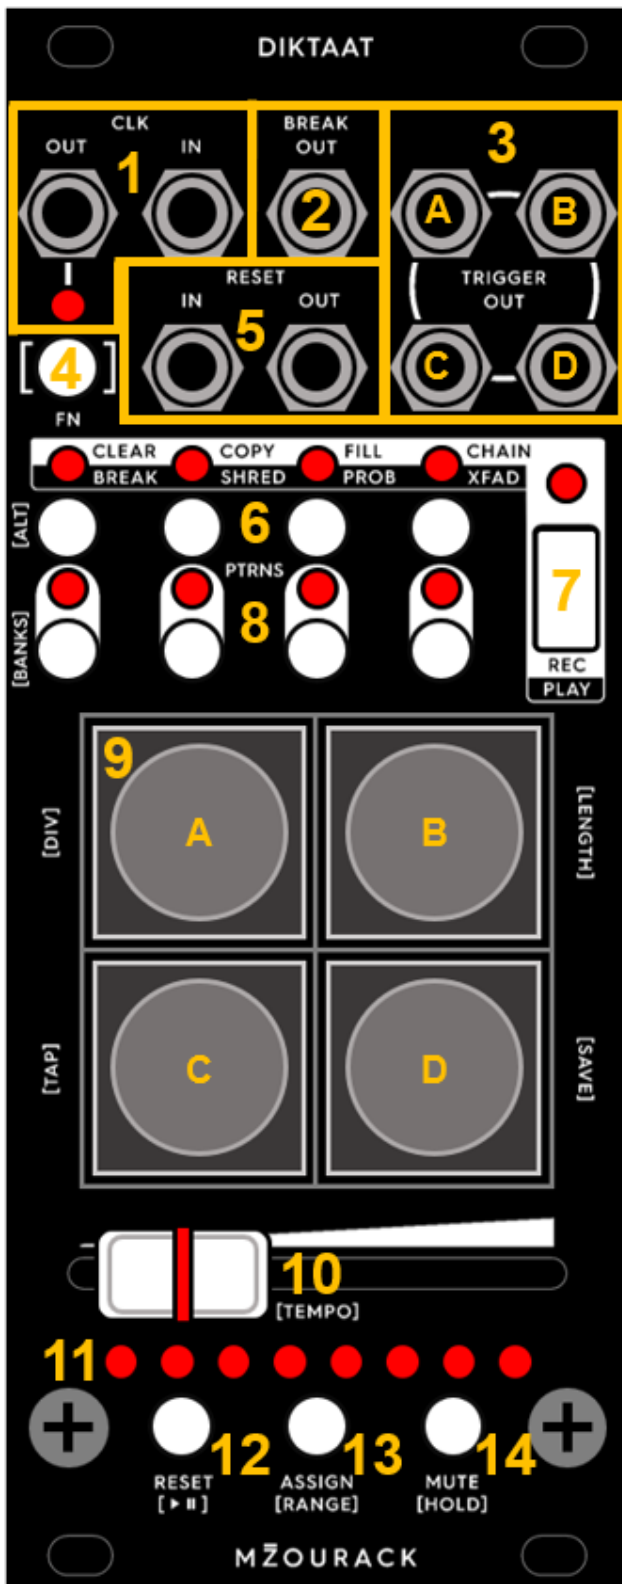 DIKTAAT
CLK
BREAK
OUT
IN
OUT
1
2
3
A
B
RESET
TRIGGER
OUT
IN
OUT
5
C
D
4
FN
CLEAR
COPY
FILL
CHAIN
BREAK
SHRED
PROB
XFAD
[ALT]
6
7
PTRNS
8
[BANKS]
REC
PLAY
9
A
B
[DIV]
[LENGTH]
C
D
[TAP]
[SAVE]
10
[TEMPO]
11
12
13
14
RESET
ASSIGN
MUTE
[▶⏸]
[RANGE]
[HOLD]
MZ̄OURACK